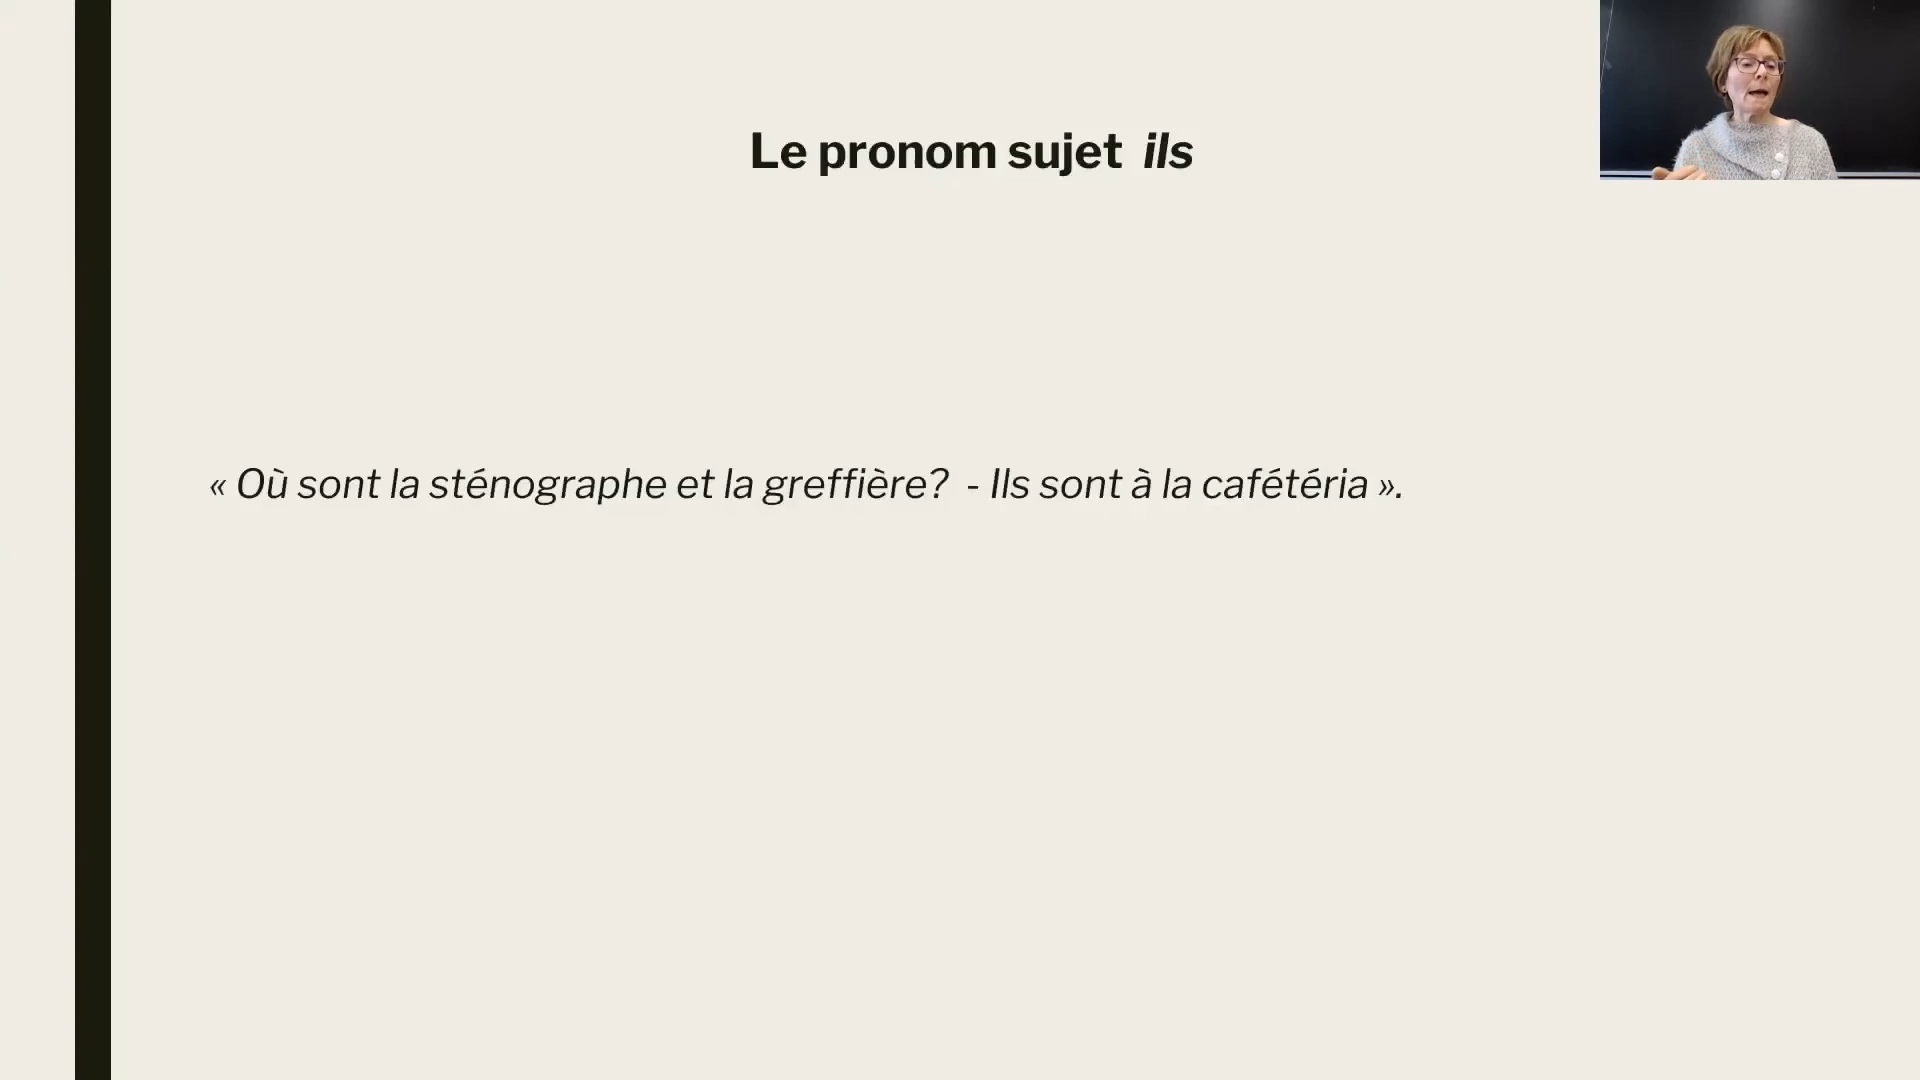 Le pronom sujet ils
« Où sont la sténographe et la greffière? - Ils sont à la cafétéria ».